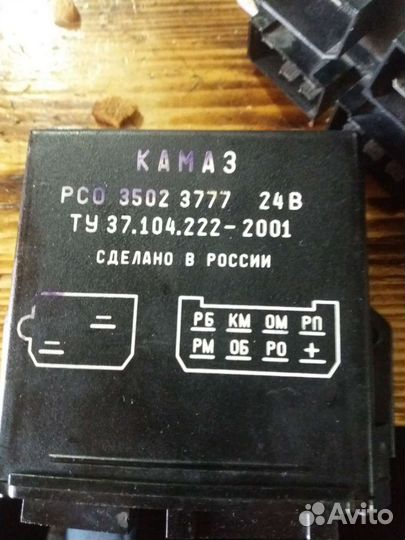 КАМАЗ
РСО 3502 3777 24В
ТУ 37.104.222-2001
СДЕЛАНО В РОССИИ
РБ КМ ОМ РП
РМ ОБ РО +
Avito